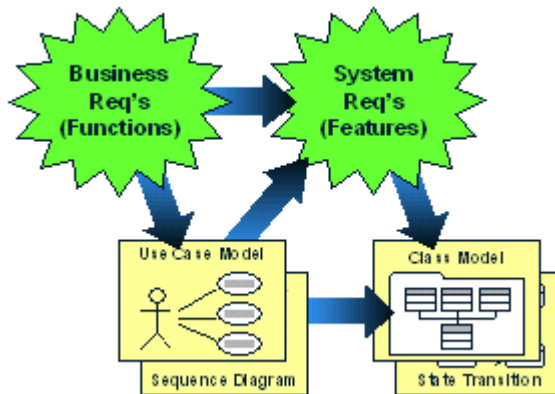 Business
Req's
(Functions)
System
Req's
(Features)
Use Case Model
Sequence Diagram
Class Model
State Transition